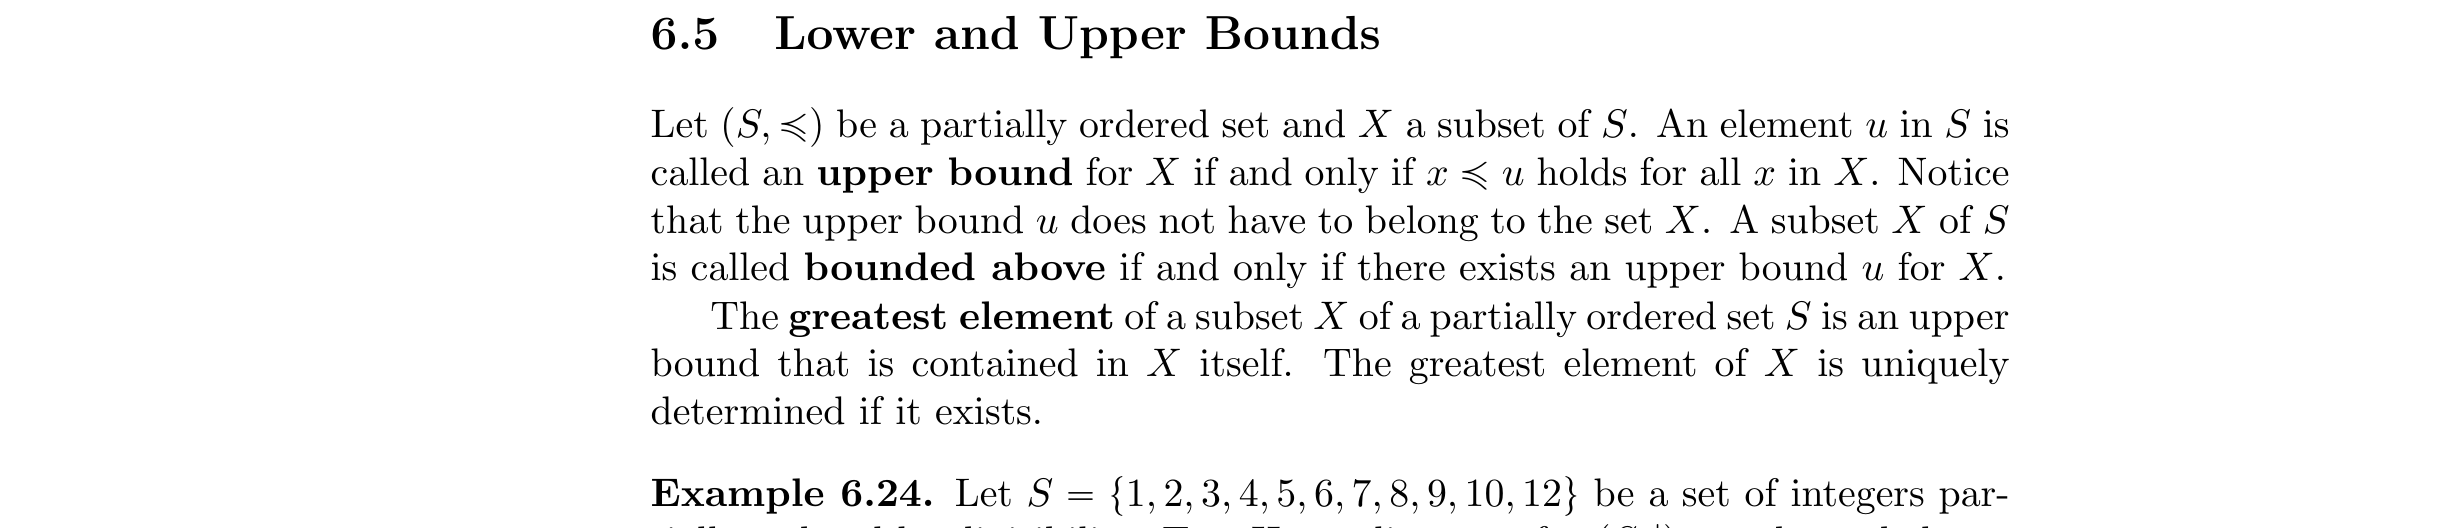 6.5 Lower and Upper Bounds
Let (S, ≼) be a partially ordered set and X a subset of S. An element u in S is
called an upper bound for X if and only if x ≼ u holds for all x in X. Notice
that the upper bound u does not have to belong to the set X. A subset X of S
is called bounded above if and only if there exists an upper bound u for X.
The greatest element of a subset X of a partially ordered set S is an upper
bound that is contained in X itself. The greatest element of X is uniquely
determined if it exists.
Example 6.24. Let S = {1, 2, 3, 4, 5, 6, 7, 8, 9, 10, 12} be a set of integers par-